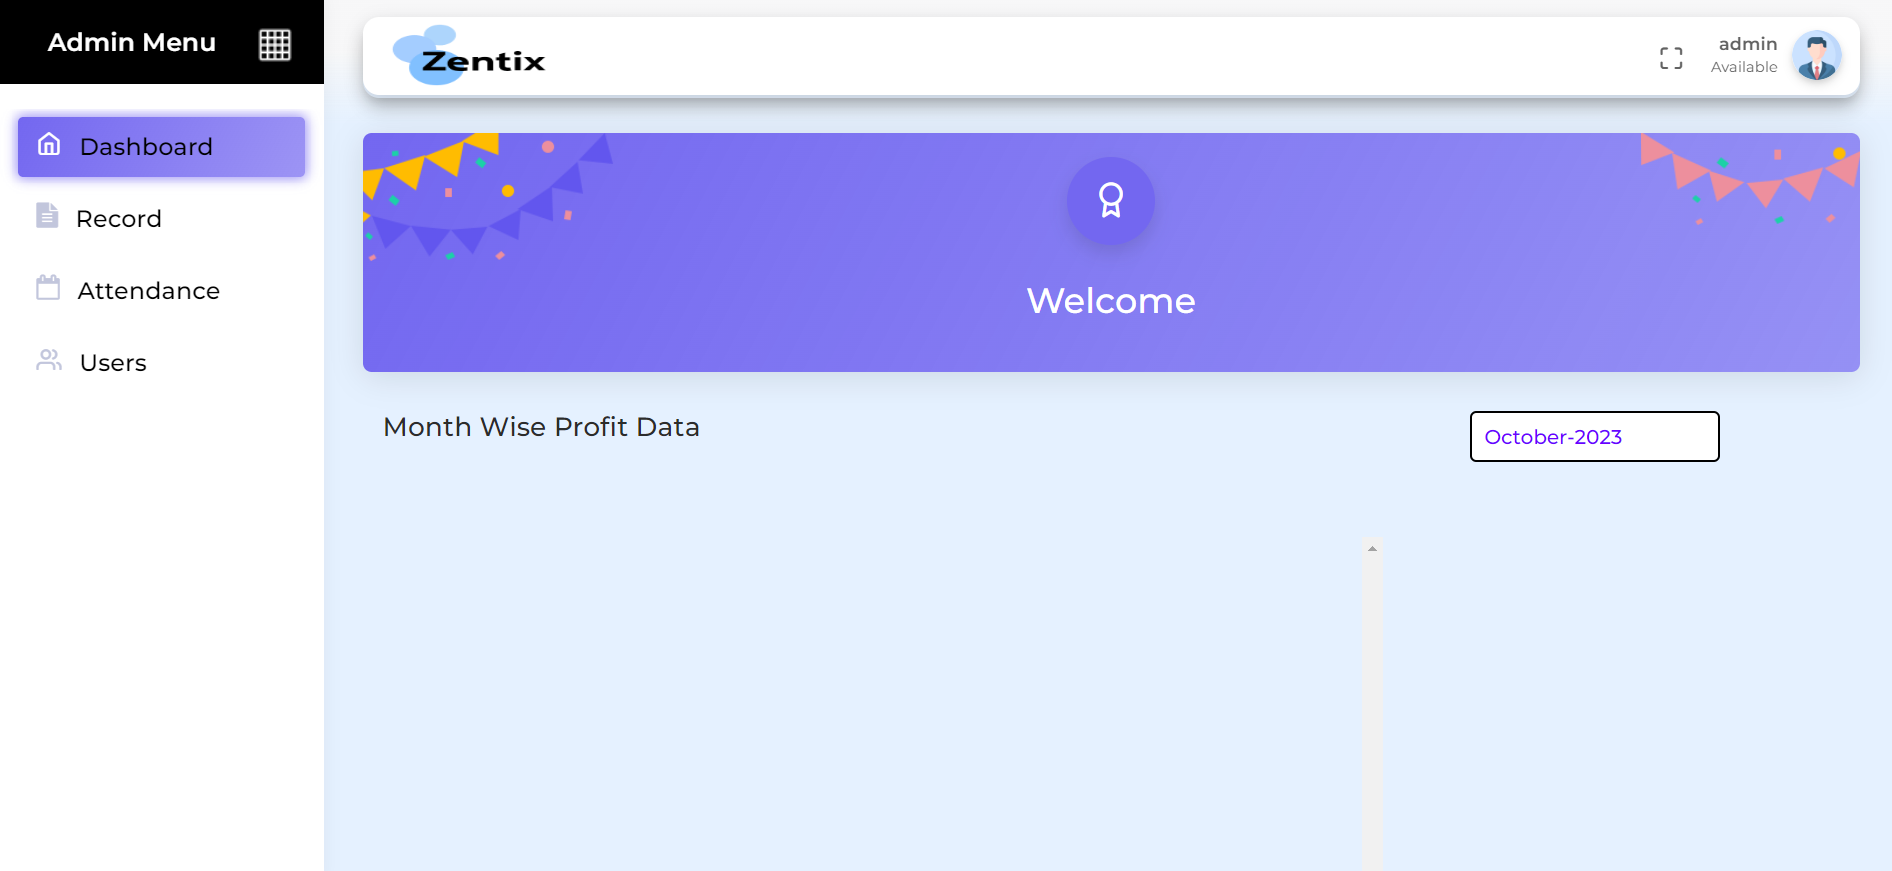 Admin Menu
Zentix
admin
Available
Dashboard
Record
Attendance
Users
Welcome
Month Wise Profit Data
October-2023